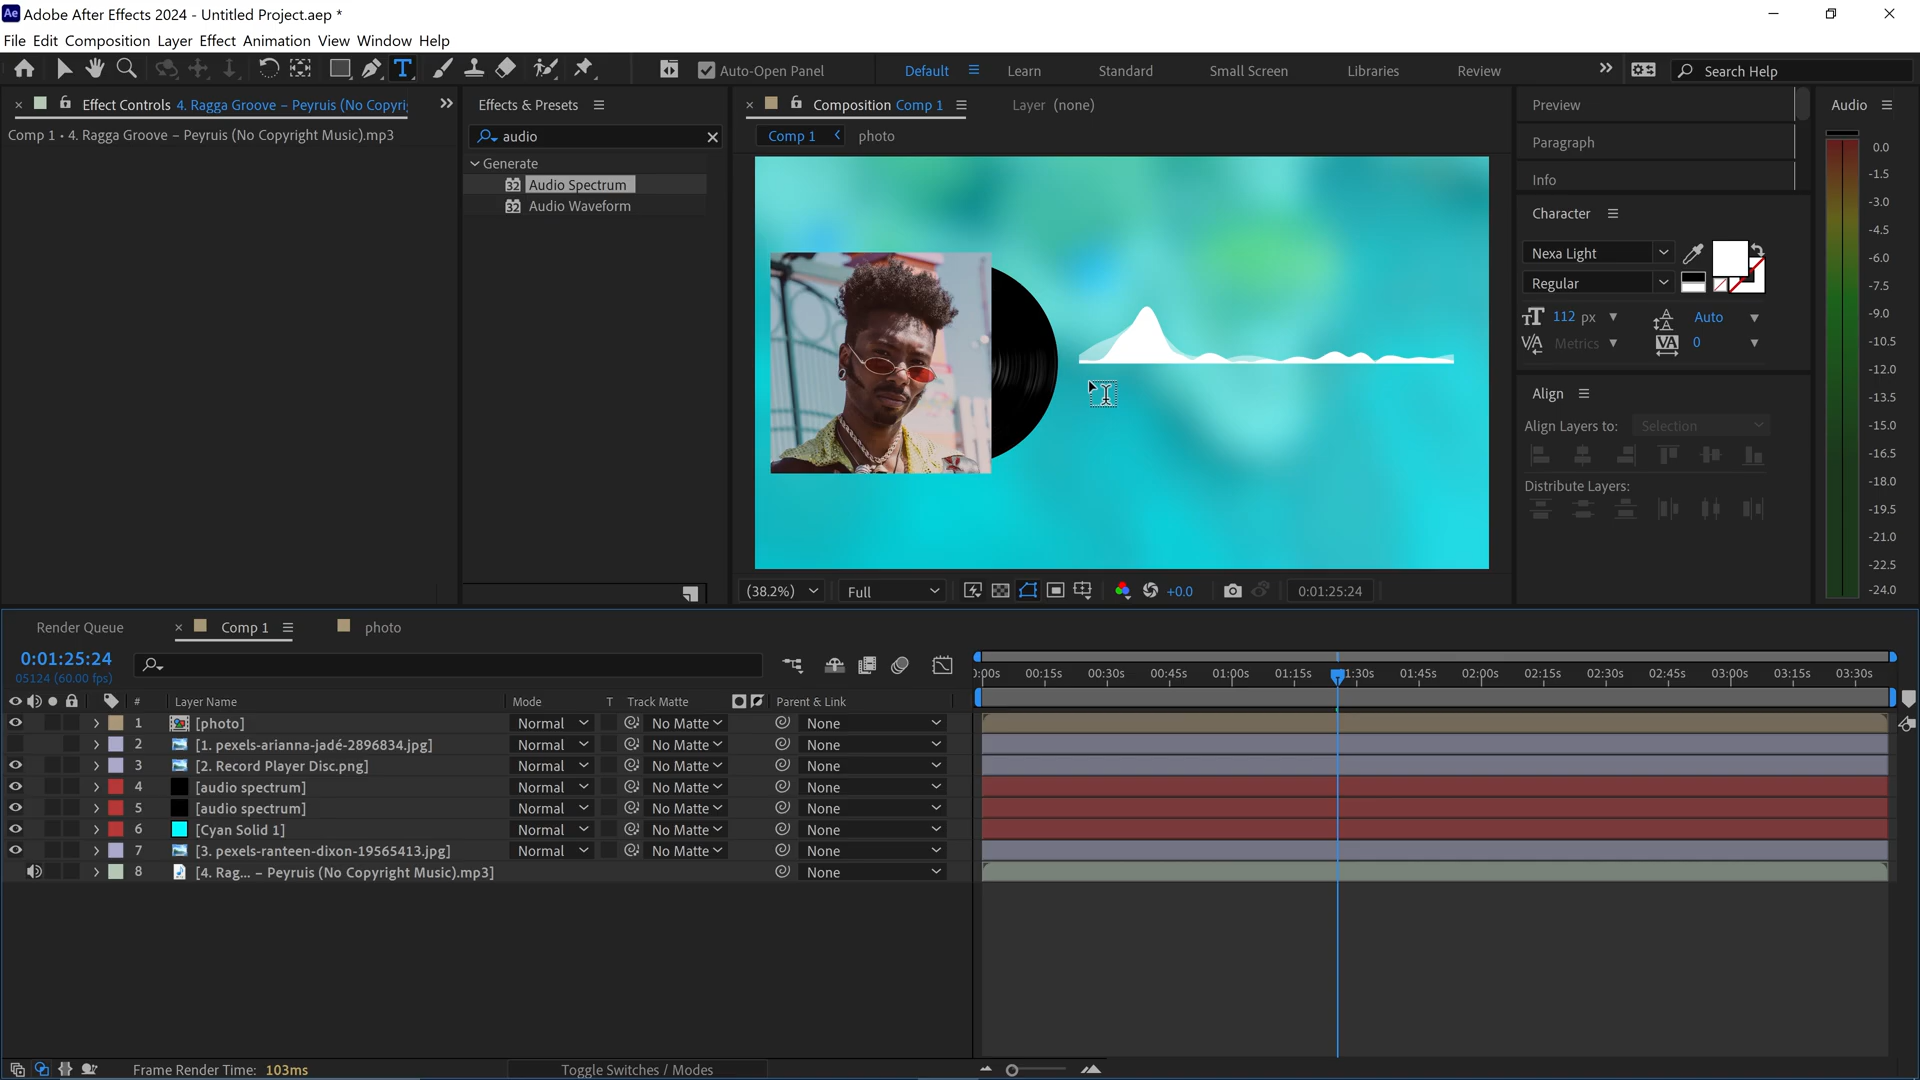 Adobe After Effects 2024 - Untitled Project.aep *
File Edit Composition Layer Effect Animation View Window Help
Auto-Open Panel
Default
Learn
Standard
Small Screen
Libraries
Review
Search Help
Effect Controls 4. Ragga Groove – Peyruis (No Copyri
Comp 1 • 4. Ragga Groove – Peyruis (No Copyright Music).mp3
Effects & Presets
audio
Generate
Audio Spectrum
Audio Waveform
Composition Comp 1
Layer (none)
Comp 1
photo
(38.2%)
Full
+0.0
0:01:25:24
Preview
Paragraph
Info
Character
Nexa Light
Regular
112 px
Auto
Metrics
0
Align
Align Layers to:
Selection
Distribute Layers:
Audio
0.0
-1.5
-3.0
-4.5
-6.0
-7.5
-9.0
-10.5
-12.0
-13.5
-15.0
-16.5
-18.0
-19.5
-21.0
-22.5
-24.0
Render Queue
Comp 1
photo
0:01:25:24
05124 (60.00 fps)
# Layer Name Mode T Track Matte Parent & Link
1 [photo] Normal No Matte None
2 [1. pexels-arianna-jadé-2896834.jpg] Normal No Matte None
3 [2. Record Player Disc.png] Normal No Matte None
4 [audio spectrum] Normal No Matte None
5 [audio spectrum] Normal No Matte None
6 [Cyan Solid 1] Normal No Matte None
7 [3. pexels-ranteen-dixon-19565413.jpg] Normal No Matte None
8 [4. Rag... – Peyruis (No Copyright Music).mp3] None
):00s 00:15s 00:30s 00:45s 01:00s 01:15s 1:30s 01:45s 02:00s 02:15s 02:30s 02:45s 03:00s 03:15s 03:30s
Frame Render Time: 103ms
Toggle Switches / Modes